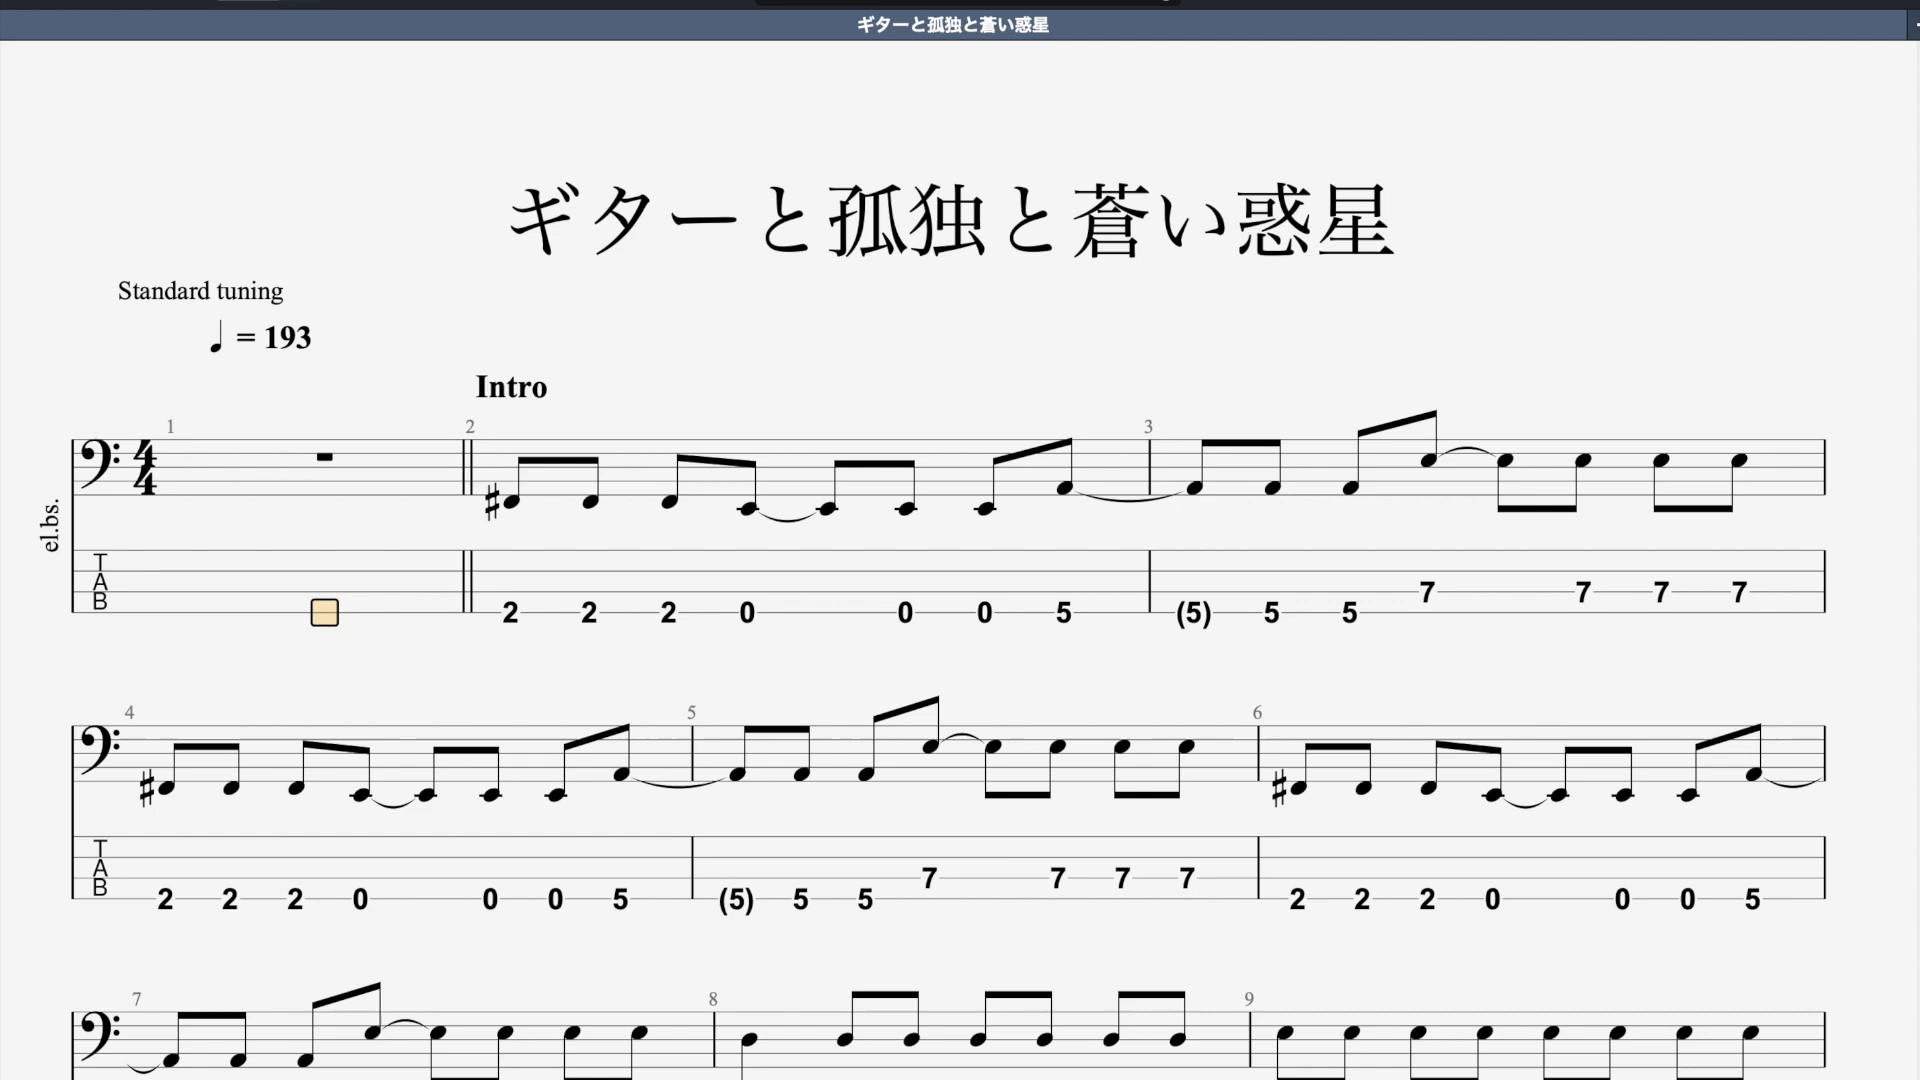 ギターと孤独と蒼い惑星
ギターと孤独と蒼い惑星
Standard tuning
♩ = 193
Intro
1 2 3
4
4
el.bs.
T
A
B
2 2 2 0 0 0 5 (5) 5 5 7 7 7 7
4 5 6
T
A
B
2 2 2 0 0 0 5 (5) 5 5 7 7 7 7 2 2 2 0 0 0 5
7 8 9